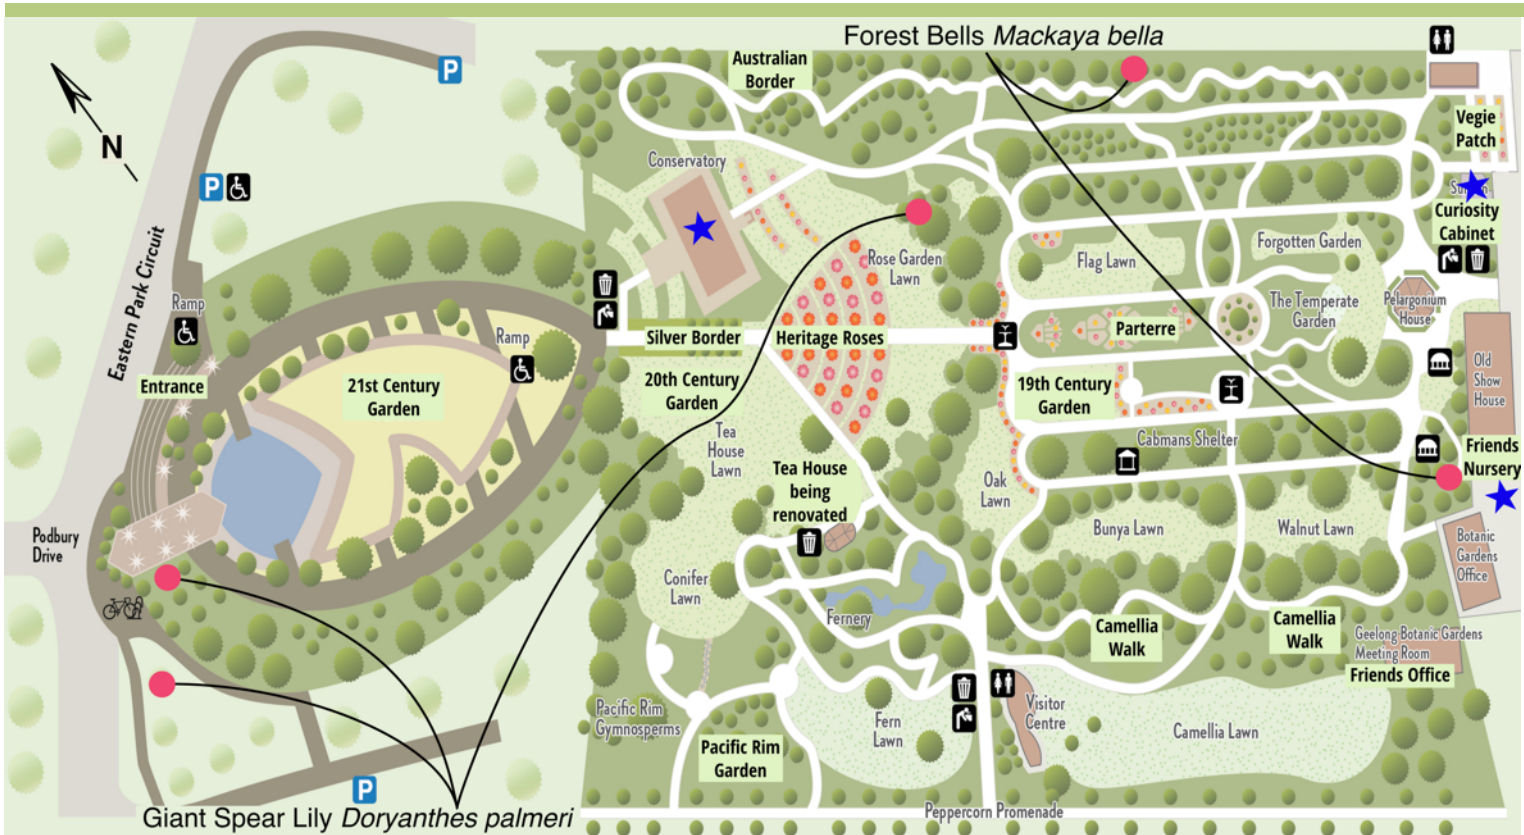 Forest Bells Mackaya bella
Australian
Border
P
N
Vegie
Patch
Conservatory
P
Curiosity
Cabinet
Eastern Park Circuit
Rose Garden
Lawn
Flag Lawn
Forgotten Garden
Ramp
The Temperate
Garden
Pelargonium
House
Ramp
Silver Border
Heritage Roses
Parterre
Entrance
21st Century
Garden
20th Century
Garden
19th Century
Garden
Old
Show
House
Tea
House
Lawn
Cabmans Shelter
Friends
Nursery
Tea House
being
renovated
Oak
Lawn
Bunya Lawn
Walnut Lawn
Podbury
Drive
Botanic
Gardens
Office
Conifer
Lawn
Fernery
Camellia
Walk
Camellia
Walk
Geelong Botanic Gardens
Meeting Room
Friends Office
Pacific Rim
Gymnosperms
Visitor
Centre
Fern
Lawn
Camellia Lawn
Pacific Rim
Garden
P
Peppercorn Promenade
Giant Spear Lily Doryanthes palmeri